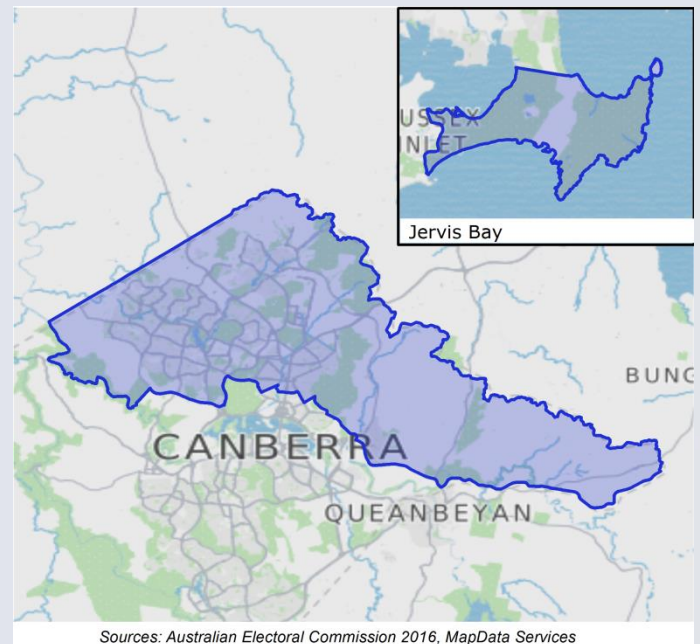 USSEX
INLET
Jervis Bay
BUNG
CANBERRA
QUEANBEYAN
Sources: Australian Electoral Commission 2016, MapData Services